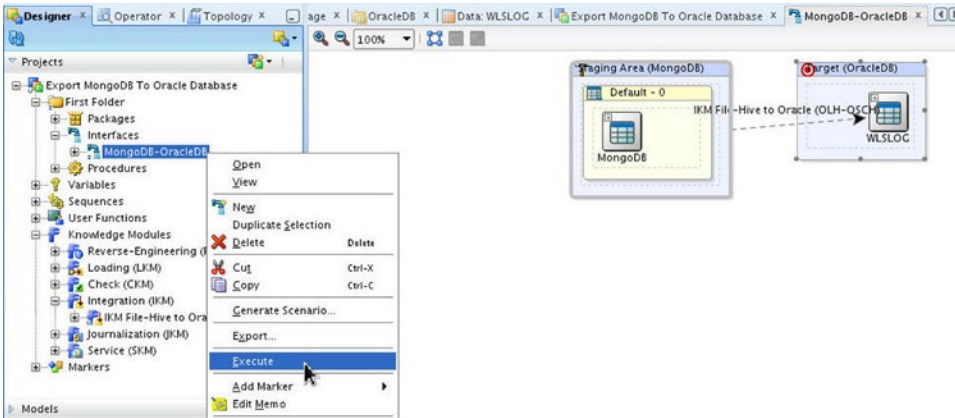 Designer x Operator x Topology x age x OracleDB x Data: WLSLOG x Export MongoDB To Oracle Database x MongoDB-OracleDB x
100%
Projects
Export MongoDB To Oracle Database
First Folder
Packages
Interfaces
MongoDB-OracleDB
Procedures
Variables
Sequences
User Functions
Knowledge Modules
Reverse-Engineering (
Loading (LKM)
Check (CKM)
Integration (IKM)
IKM File-Hive to Ora
Journalization (JKM)
Service (SKM)
Markers
Models
Open
View
New
Duplicate Selection
Delete Delete
Cut Ctrl-X
Copy Ctrl-C
Generate Scenario...
Export...
Execute
Add Marker
Edit Memo
Staging Area (MongoDB)
Default - 0
MongoDB
IKM File-Hive to Oracle (OLH-OSCH)
Target (OracleDB)
WLSLOG